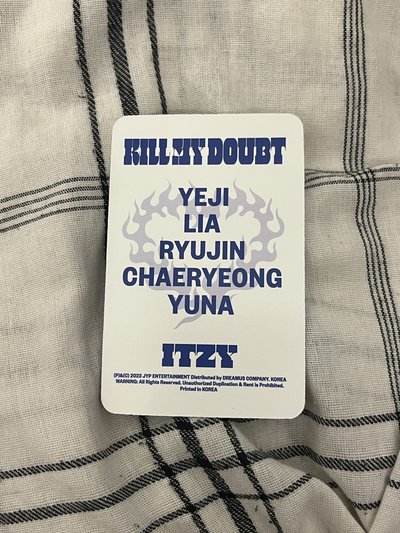 KILL MY DOUBT
YEJI
LIA
RYUJIN
CHAERYEONG
YUNA
ITZY
(P)&(C) 2023 JYP ENTERTAINMENT Distributed by DREAMUS COMPANY. KOREA
WARNING: All Rights Reserved. Unauthorized Duplication & Rent is Prohibited.
Printed in KOREA